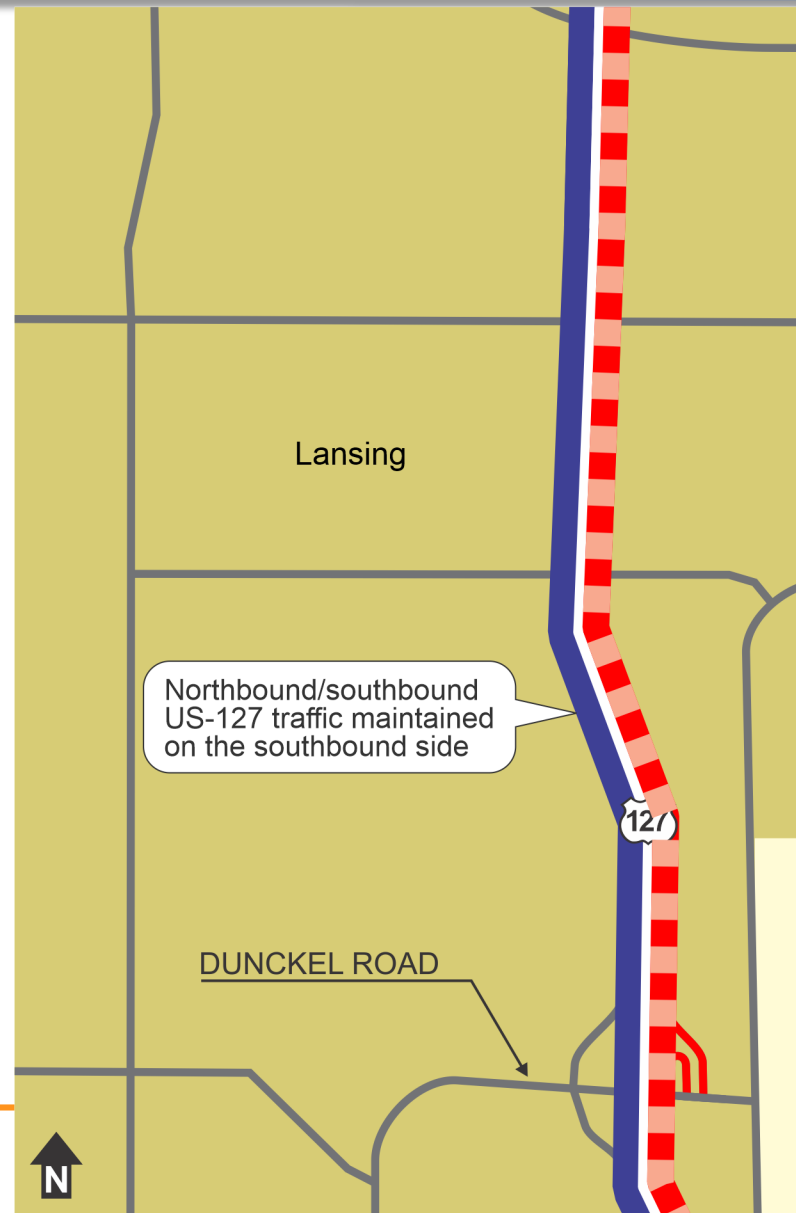 Lansing
Northbound/southbound
US-127 traffic maintained
on the southbound side
127
DUNCKEL ROAD
N